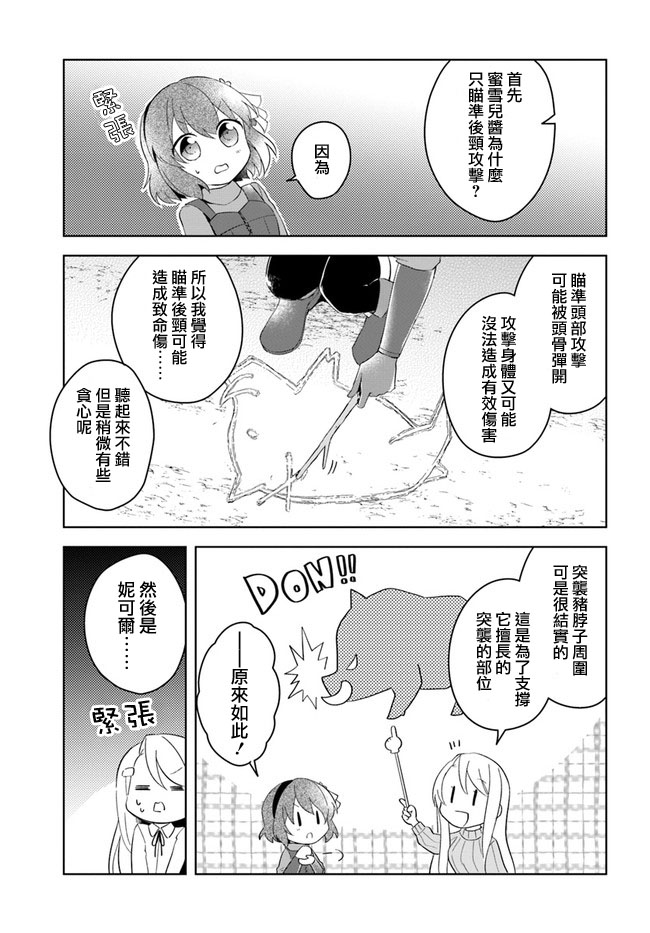 首先
蜜雪兒醬為什麼
只瞄準後頸攻擊?
因為
緊張
瞄準頭部攻擊
可能被頭骨彈開
攻擊身體又可能
沒法造成有效傷害
所以我覺得
瞄準後頸可能
造成致命傷……
聽起來不錯
但是稍微有些
貪心呢
突襲豬脖子周圍
可是很結實的
這是為了支撐
它擅長的
突襲的部位
DON!!
——原來如此!
然後是
妮可爾……
緊張